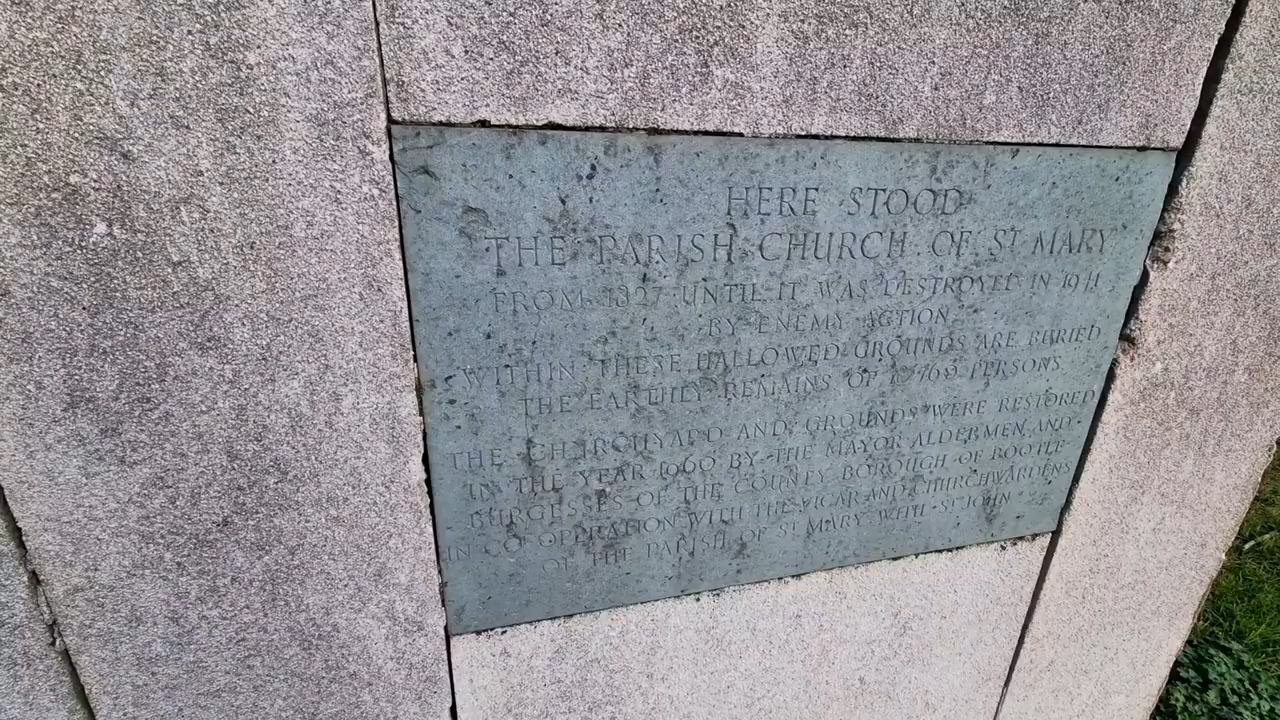 HERE STOOD
THE PARISH CHURCH OF ST MARY
FROM 1827 UNTIL IT WAS DESTROYED IN 1941
BY ENEMY ACTION
WITHIN THESE HALLOWED GROUNDS ARE BURIED
THE EARTHLY REMAINS OF PERSONS
THE CHURCHYARD AND GROUNDS WERE RESTORED
IN THE YEAR 1960 BY THE MAYOR ALDERMEN AND
BURGESSES OF THE COUNTY BOROUGH OF BOOTLE
IN CO-OPERATION WITH THE VICAR AND CHURCHWARDENS
OF THE PARISH OF ST MARY WITH ST JOHN